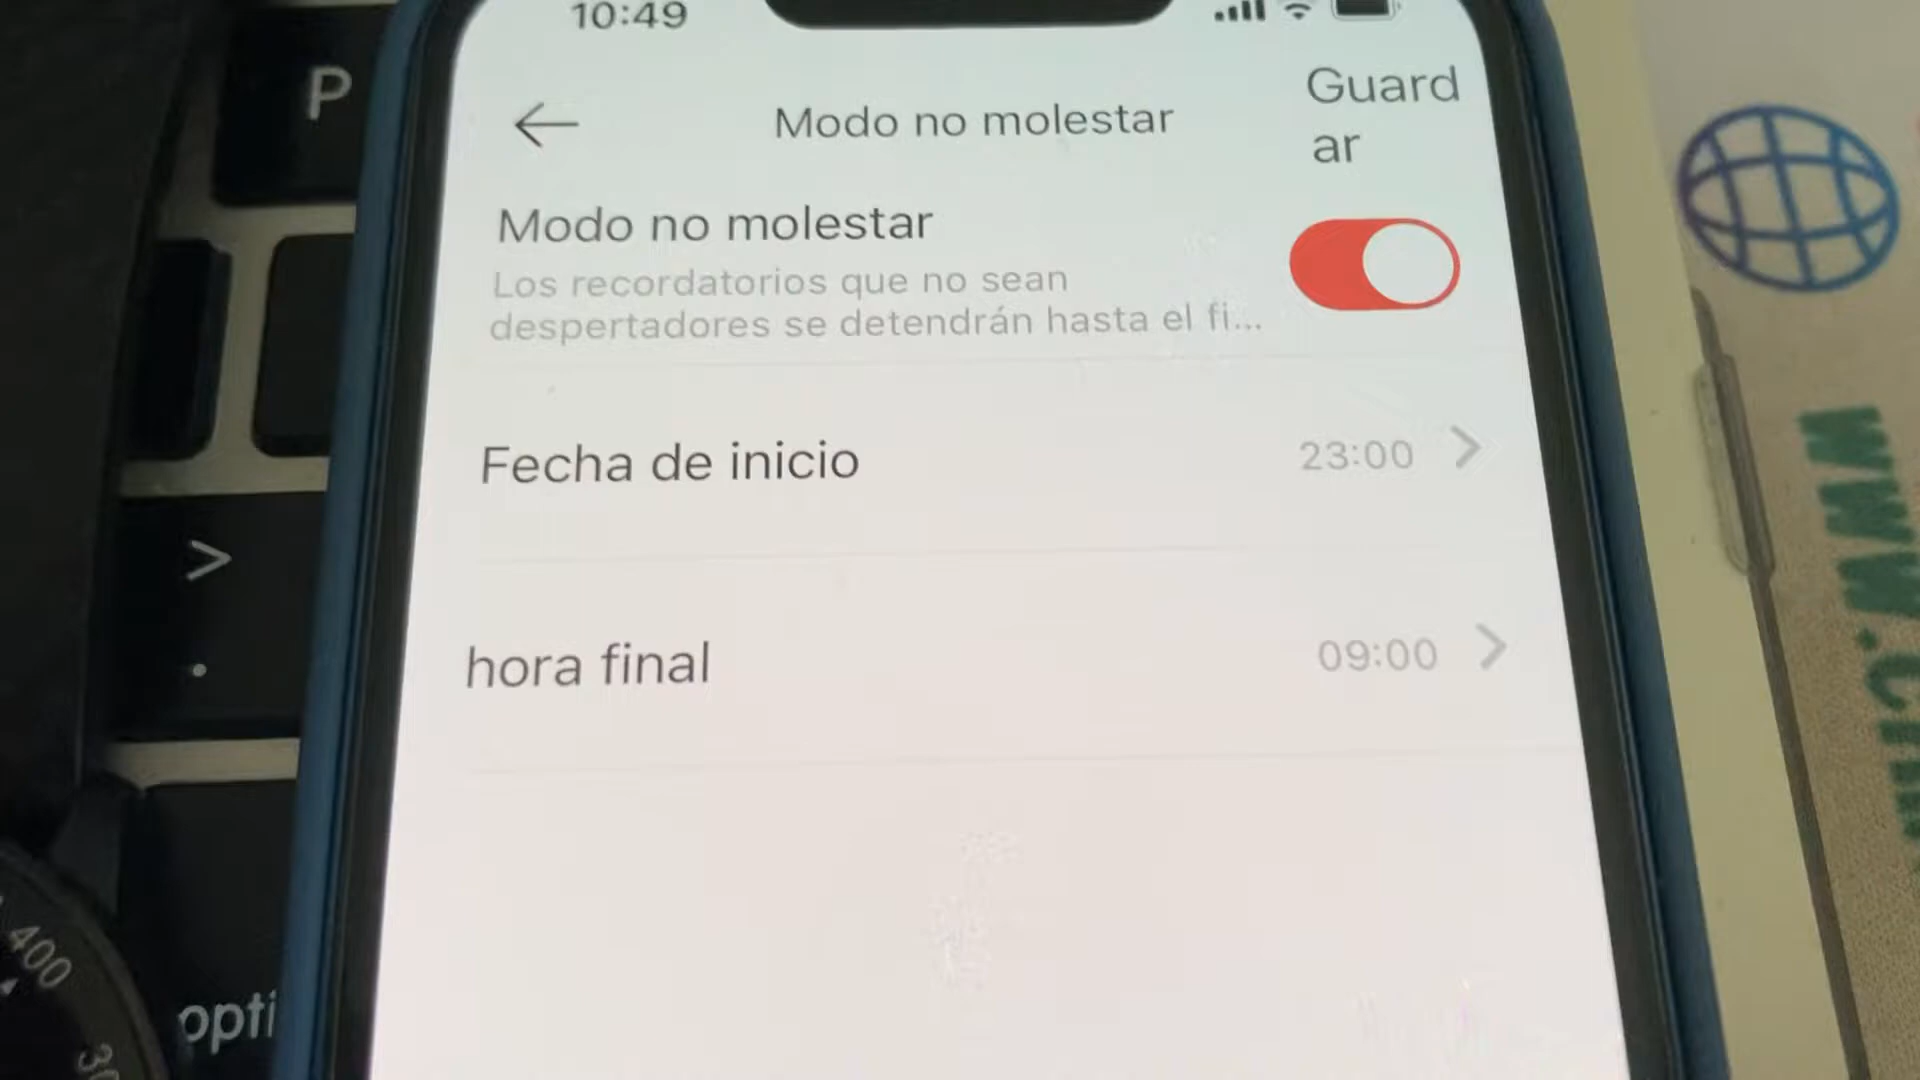 10:49
P
Modo no molestar
Guard
ar
Modo no molestar
Los recordatorios que no sean
despertadores se detendrán hasta el fi...
Fecha de inicio
23:00
hora final
09:00
>
.
400
opti
www.c